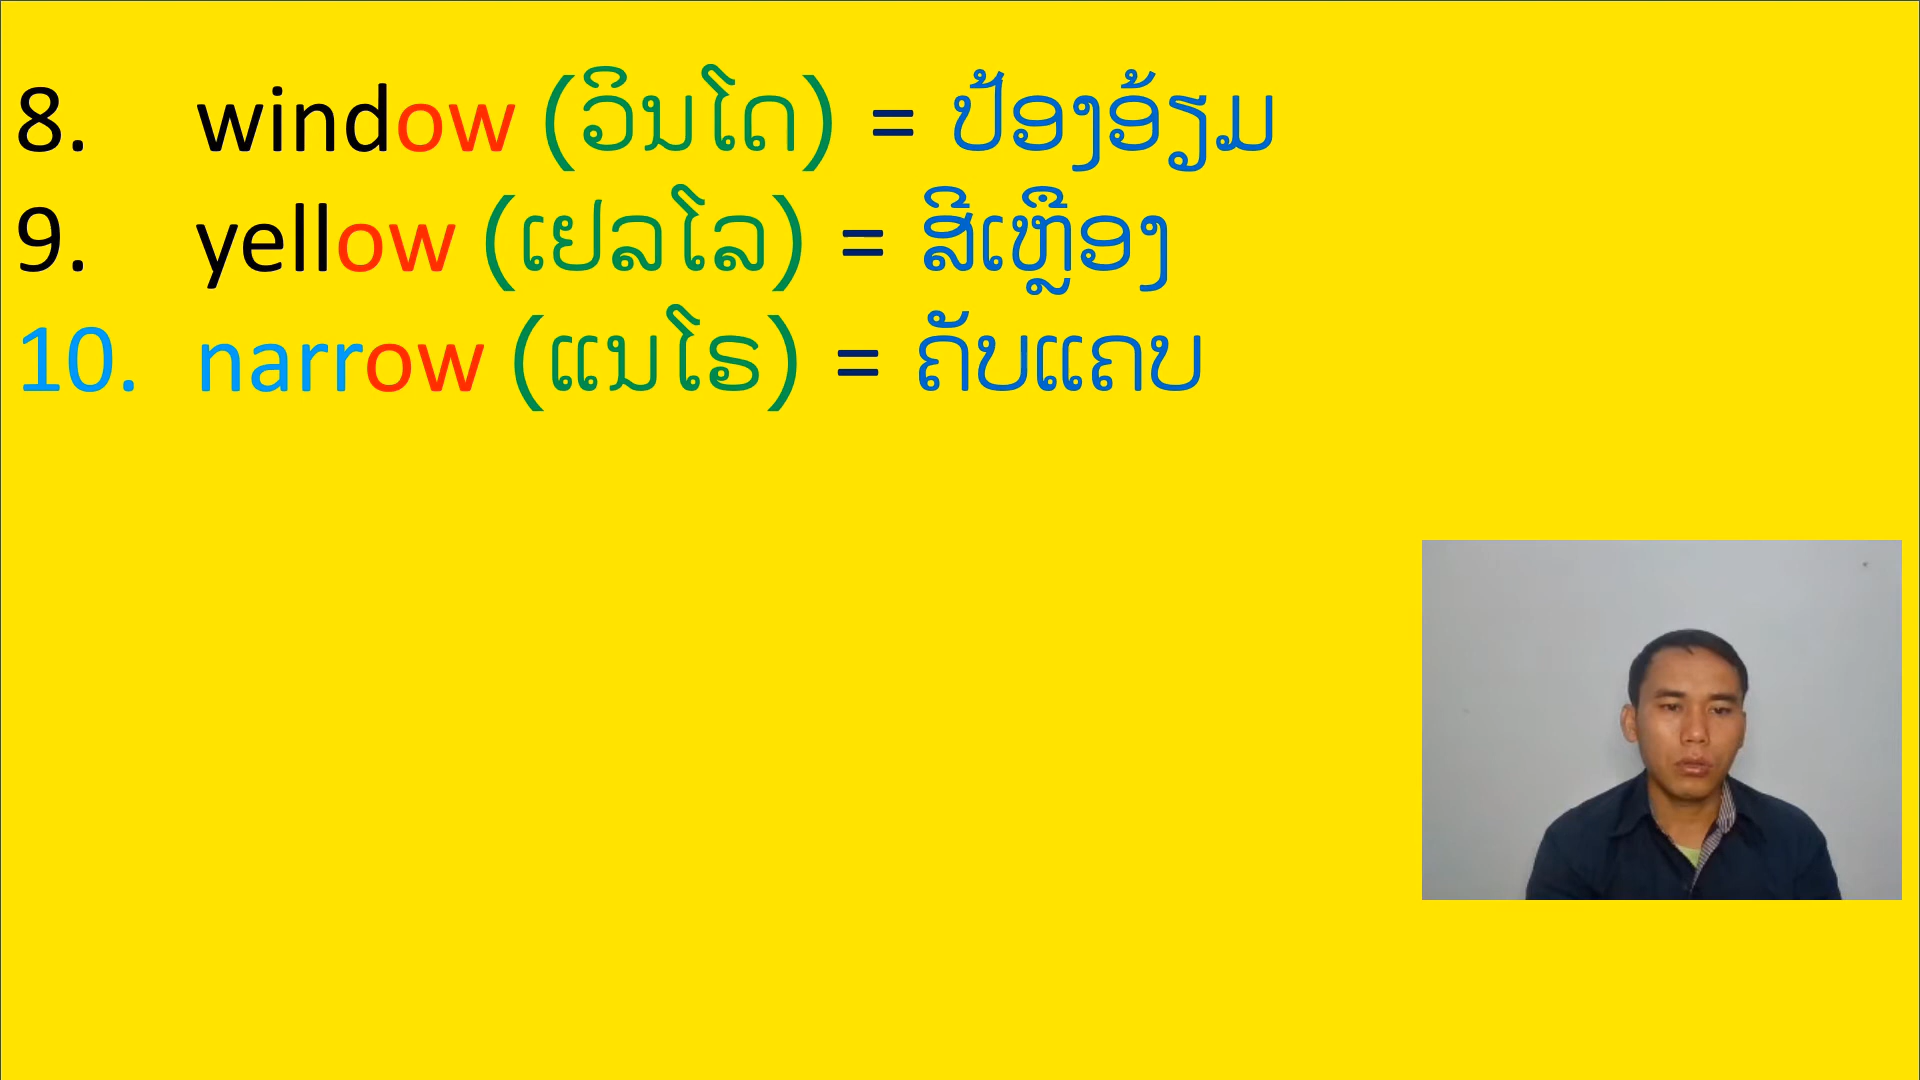 8. window (ວິນໂດ) = ປ້ອງອ້ຽມ
9. yellow (ເຢລໂລ) = ສີເຫຼືອງ
10. narrow (ແນໂຣ) = ຄັບແຄບ